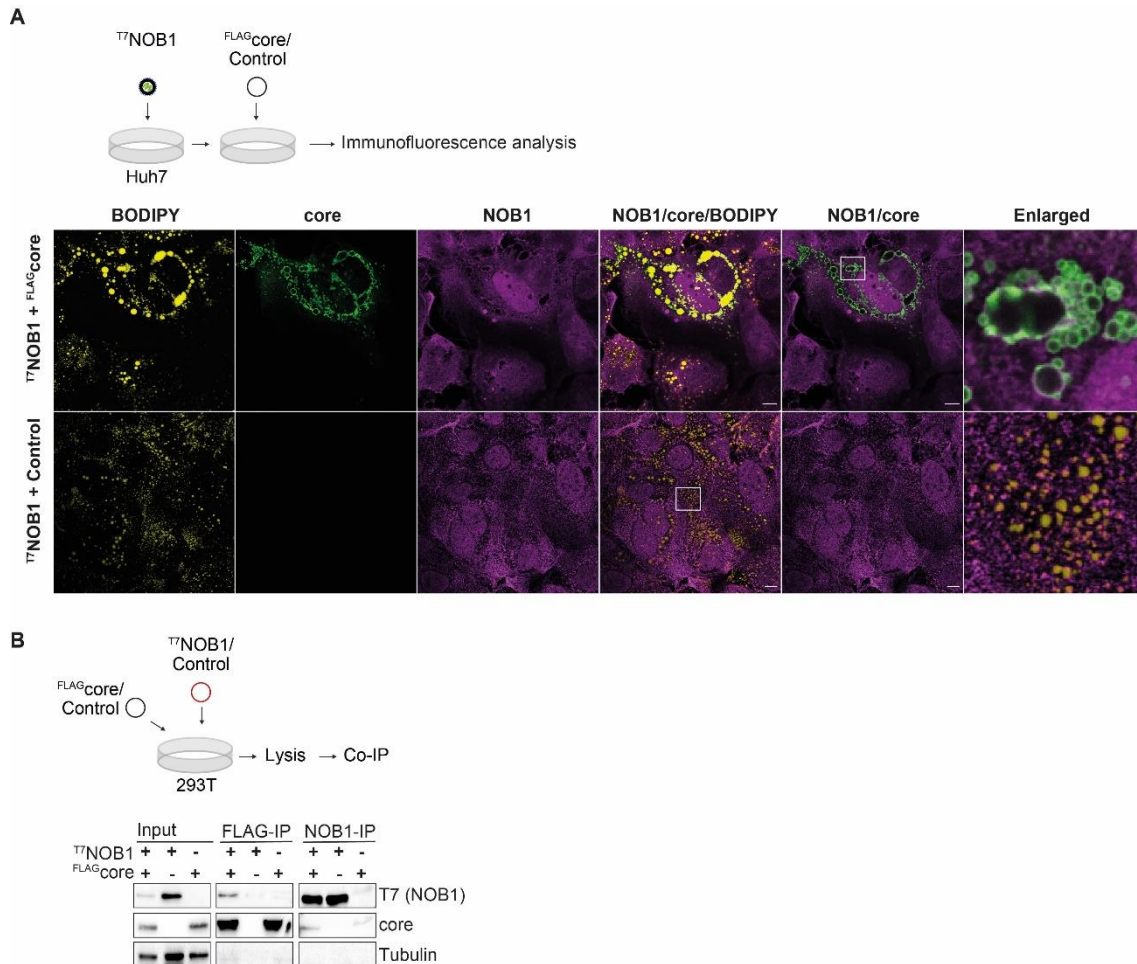 A
T7NOB1
FLAGcore/
Control
Huh7
Immunofluorescence analysis
BODIPY core NOB1 NOB1/core/BODIPY NOB1/core Enlarged
T7NOB1 + FLAGcore
T7NOB1 + Control
B
T7NOB1/
Control
FLAGcore/
Control
293T
Lysis
Co-IP
Input FLAG-IP NOB1-IP
T7NOB1 + + - + + - + + -
FLAGcore + - + + - + + - +
T7 (NOB1)
core
Tubulin